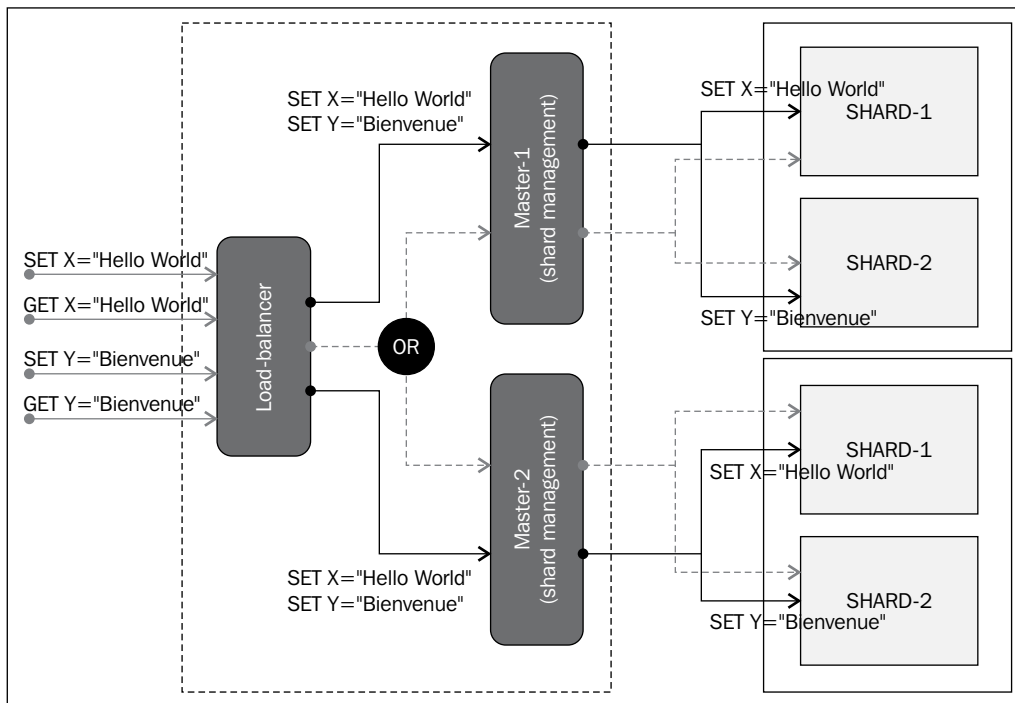 SET X="Hello World"
GET X="Hello World"
SET Y="Bienvenue"
GET Y="Bienvenue"
Load-balancer
SET X="Hello World"
SET Y="Bienvenue"
OR
SET X="Hello World"
SET Y="Bienvenue"
Master-1
(shard management)
Master-2
(shard management)
SET X="Hello World"
SHARD-1
SHARD-2
SET Y="Bienvenue"
SHARD-1
SET X="Hello World"
SHARD-2
SET Y="Bienvenue"